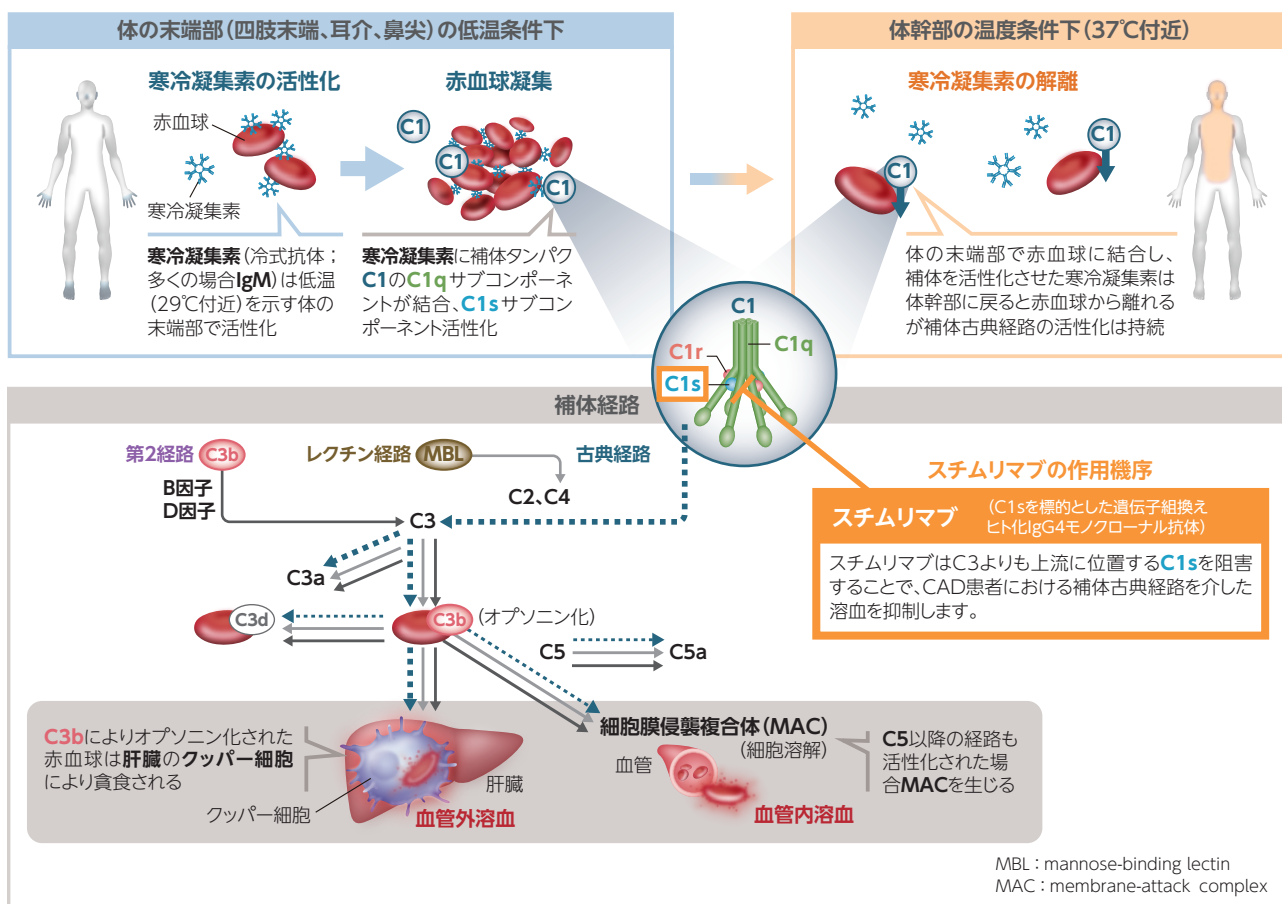 体の末端部(四肢末端、耳介、鼻尖)の低温条件下
寒冷凝集素の活性化
赤血球
寒冷凝集素
寒冷凝集素(冷式抗体;
多くの場合IgM)は低温
(29℃付近)を示す体の
末端部で活性化
赤血球凝集
C1
C1
C1
寒冷凝集素に補体タンパク
C1のC1qサブコンポーネ
ントが結合、C1sサブコン
ポーネント活性化
体幹部の温度条件下(37℃付近)
寒冷凝集素の解離
C1
C1
体の末端部で赤血球に結合し、
補体を活性化させた寒冷凝集素は
体幹部に戻ると赤血球から離れる
が補体古典経路の活性化は持続
C1
C1q
C1r
C1s
補体経路
第2経路 C3b
レクチン経路 MBL
古典経路
B因子
D因子
C2、C4
C3
C3a
C3d
C3b (オプソニン化)
C5
C5a
スチムリマブの作用機序
スチムリマブ
(C1sを標的とした遺伝子組換え
ヒト化IgG4モノクローナル抗体)
スチムリマブはC3よりも上流に位置するC1sを阻害
することで、CAD患者における補体古典経路を介した
溶血を抑制します。
C3bによりオプソニン化された
赤血球は肝臓のクッパー細胞
により貪食される
クッパー細胞
肝臓
血管外溶血
細胞膜侵襲複合体(MAC)
(細胞溶解)
血管
血管内溶血
C5以降の経路も
活性化された場
合MACを生じる
MBL:mannose-binding lectin
MAC:membrane-attack complex